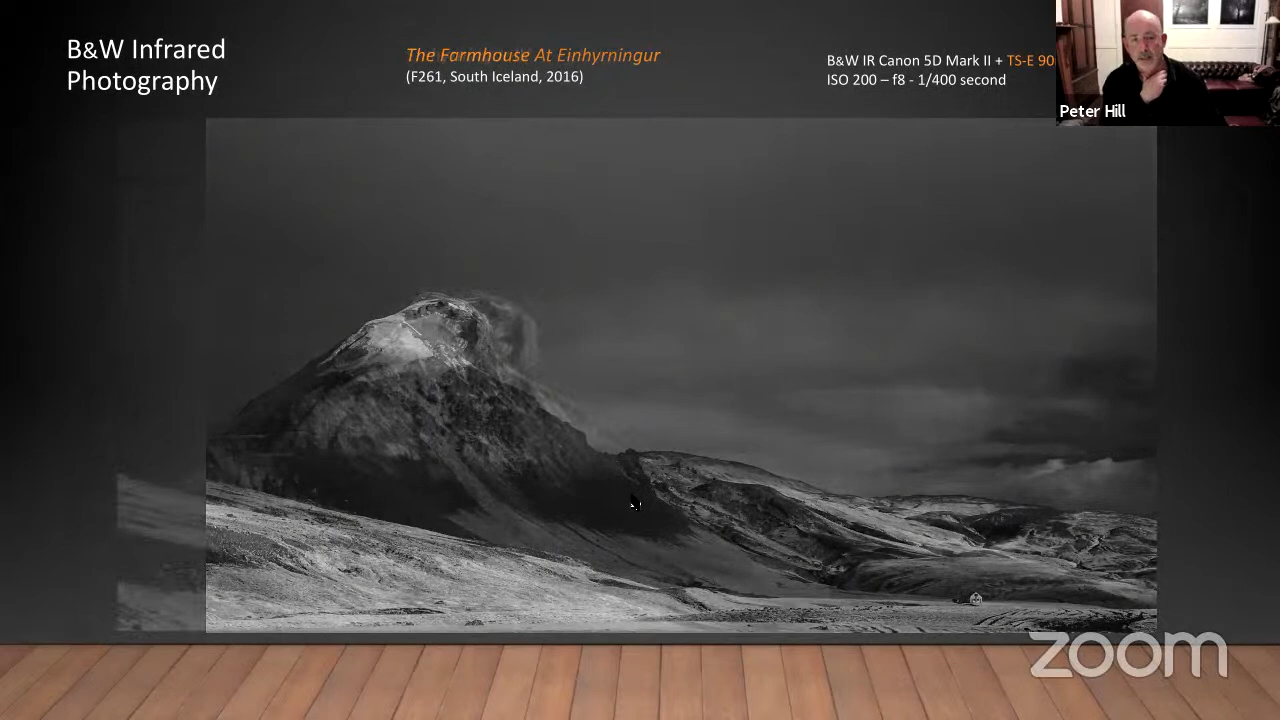 B&W Infrared
Photography
The Farmhouse At Einhyrningur
(F261, South Iceland, 2016)
B&W IR Canon 5D Mark II + TS-E 90
ISO 200 – f8 - 1/400 second
Peter Hill
zoom